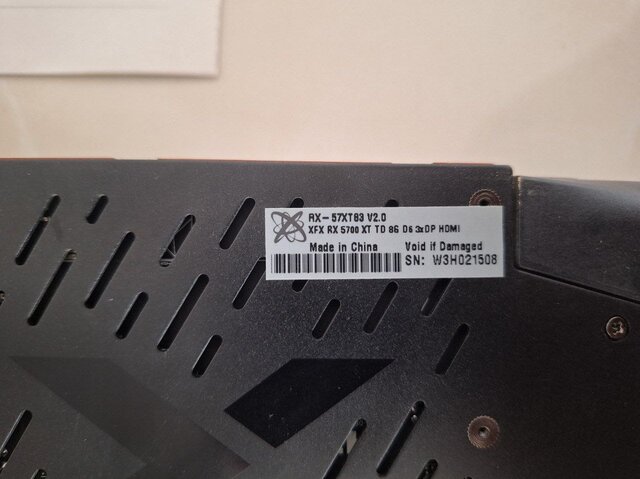 RX-57XT83 V2.0
XFX RX 5700 XT TD 8G D6 3xDP HDMI
Made in China Void if Damaged
SN: W3H021508